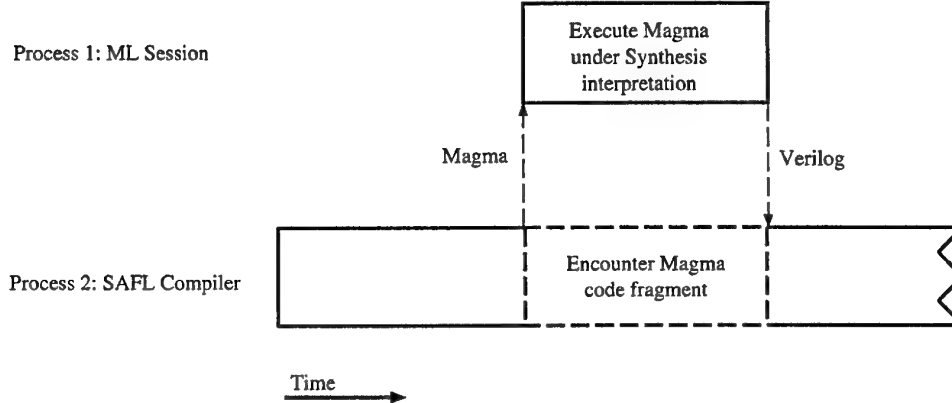 Process 1: ML Session
Execute Magma
under Synthesis
interpretation
Magma
Verilog
Process 2: SAFL Compiler
Encounter Magma
code fragment
Time